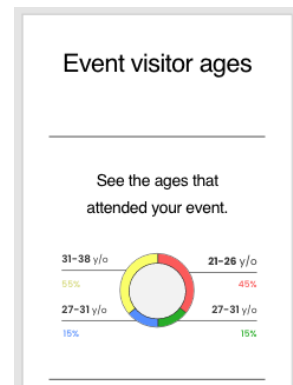 Event visitor ages
See the ages that
attended your event.
31-38 y/o
21-26 y/o
55%
45%
27-31 y/o
27-31 y/o
15%
15%